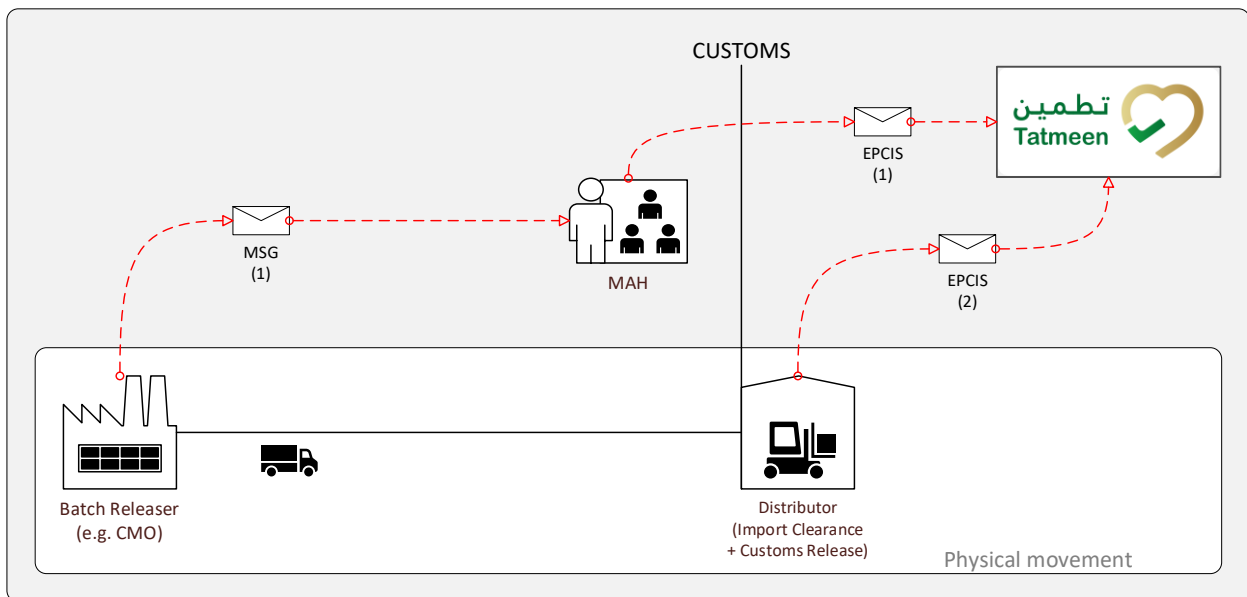 CUSTOMS
تطمين
Tatmeen
EPCIS
(1)
MSG
(1)
MAH
EPCIS
(2)
Batch Releaser
(e.g. CMO)
Distributor
(Import Clearance
+ Customs Release)
Physical movement